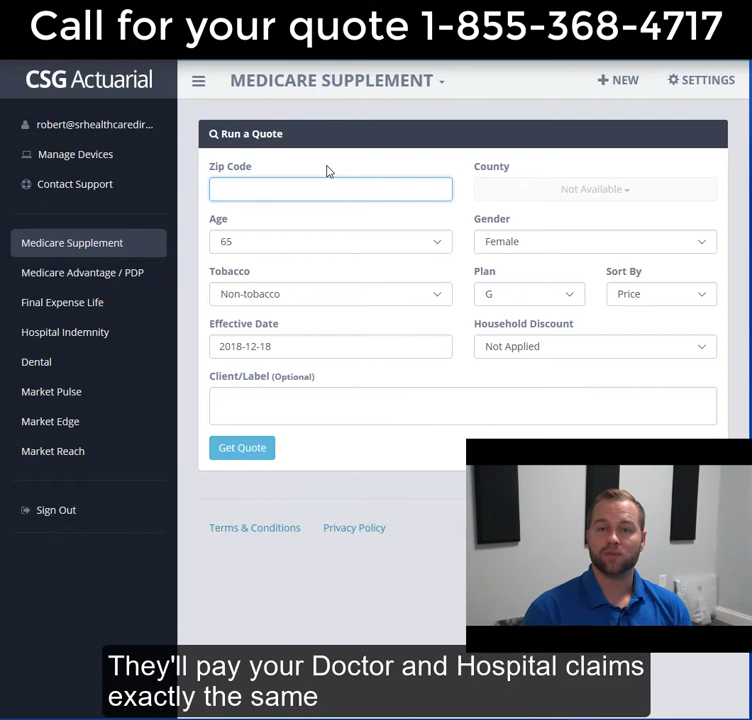 Call for your quote 1-855-368-4717
CSG Actuarial
MEDICARE SUPPLEMENT
NEW
SETTINGS
robert@srhealthcaredir...
Manage Devices
Contact Support
Medicare Supplement
Medicare Advantage / PDP
Final Expense Life
Hospital Indemnity
Dental
Market Pulse
Market Edge
Market Reach
Sign Out
Run a Quote
Zip Code
County
Not Available
Age
Gender
65
Female
Tobacco
Plan
Sort By
Non-tobacco
G
Price
Effective Date
Household Discount
2018-12-18
Not Applied
Client/Label (Optional)
Get Quote
Terms & Conditions
Privacy Policy
They'll pay your Doctor and Hospital claims
exactly the same